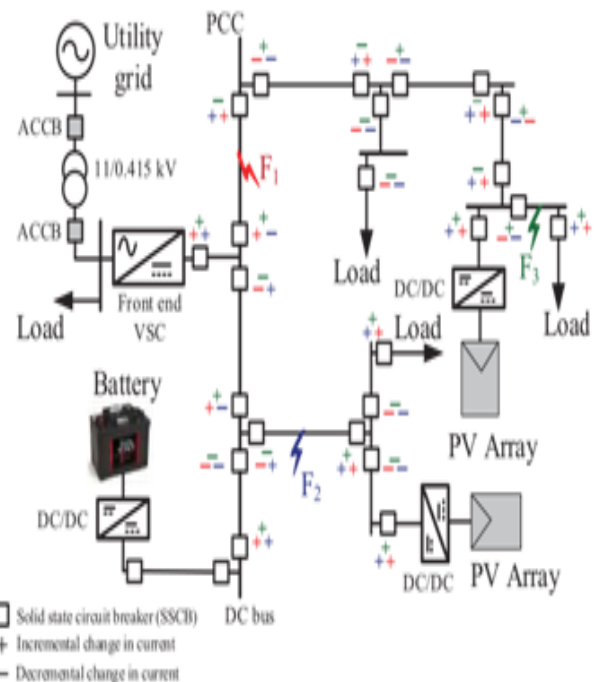 PCC
Utility
grid
ACCB
11/0.415 kV
F1
ACCB
Load
Front end
VSC
Load
DC/DC
F3
Load
Load
Battery
PV Array
F2
DC/DC
DC/DC
PV Array
Solid state circuit breaker (SSCB)
DC bus
+ Incremental change in current
− Decremental change in current